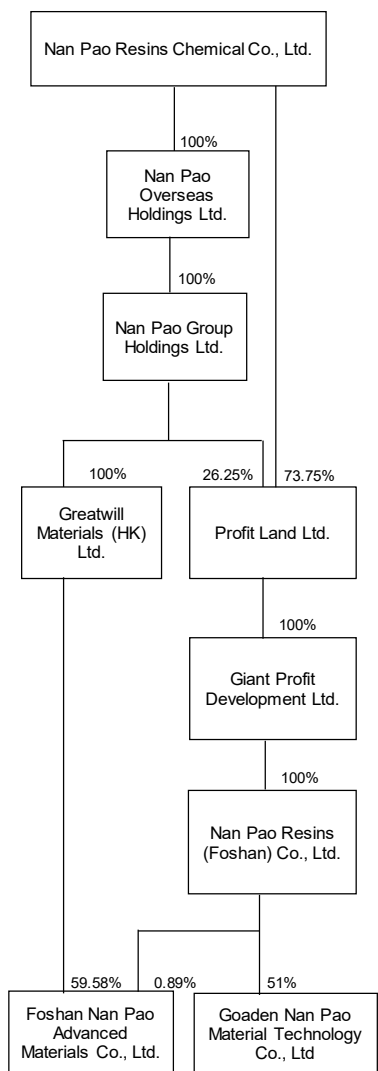 Nan Pao Resins Chemical Co., Ltd.
100%
Nan Pao
Overseas
Holdings Ltd.
100%
Nan Pao Group
Holdings Ltd.
100%
26.25%
73.75%
Greatwill
Materials (HK)
Ltd.
Profit Land Ltd.
100%
Giant Profit
Development Ltd.
100%
Nan Pao Resins
(Foshan) Co., Ltd.
59.58%
0.89%
51%
Foshan Nan Pao
Advanced
Materials Co., Ltd.
Goaden Nan Pao
Material Technology
Co., Ltd